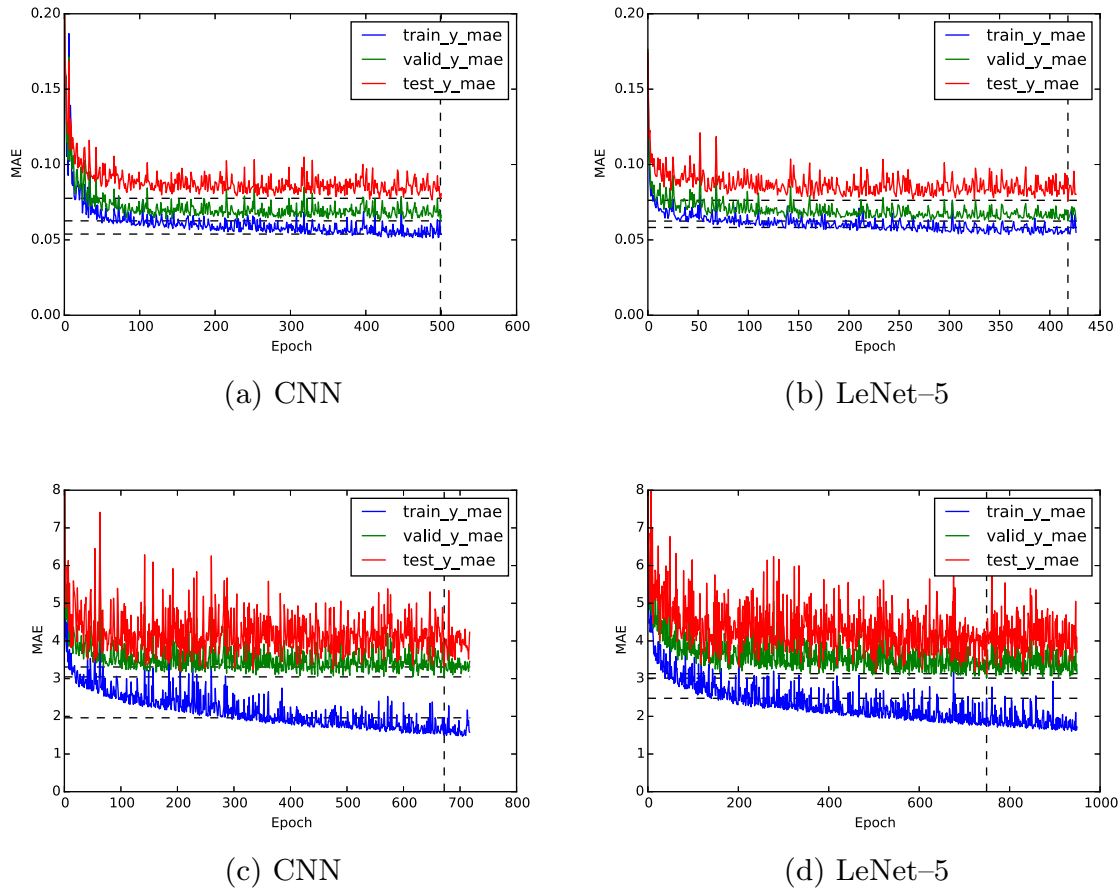 0.20
0.15
0.10
0.05
0.00
MAE
train_y_mae
valid_y_mae
test_y_mae
0 100 200 300 400 500 600
Epoch
(a) CNN
0.20
0.15
0.10
0.05
0.00
MAE
train_y_mae
valid_y_mae
test_y_mae
0 50 100 150 200 250 300 350 400 450
Epoch
(b) LeNet–5
8
7
6
5
4
3
2
1
0
MAE
train_y_mae
valid_y_mae
test_y_mae
0 100 200 300 400 500 600 700 800
Epoch
(c) CNN
8
7
6
5
4
3
2
1
0
MAE
train_y_mae
valid_y_mae
test_y_mae
0 200 400 600 800 1000
Epoch
(d) LeNet–5